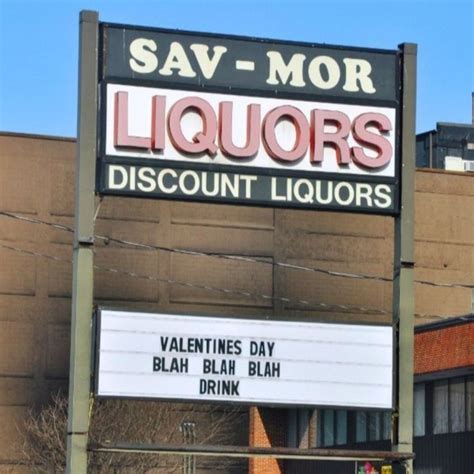 SAV-MOR
LIQUORS
DISCOUNT LIQUORS
VALENTINES DAY
BLAH BLAH BLAH
DRINK